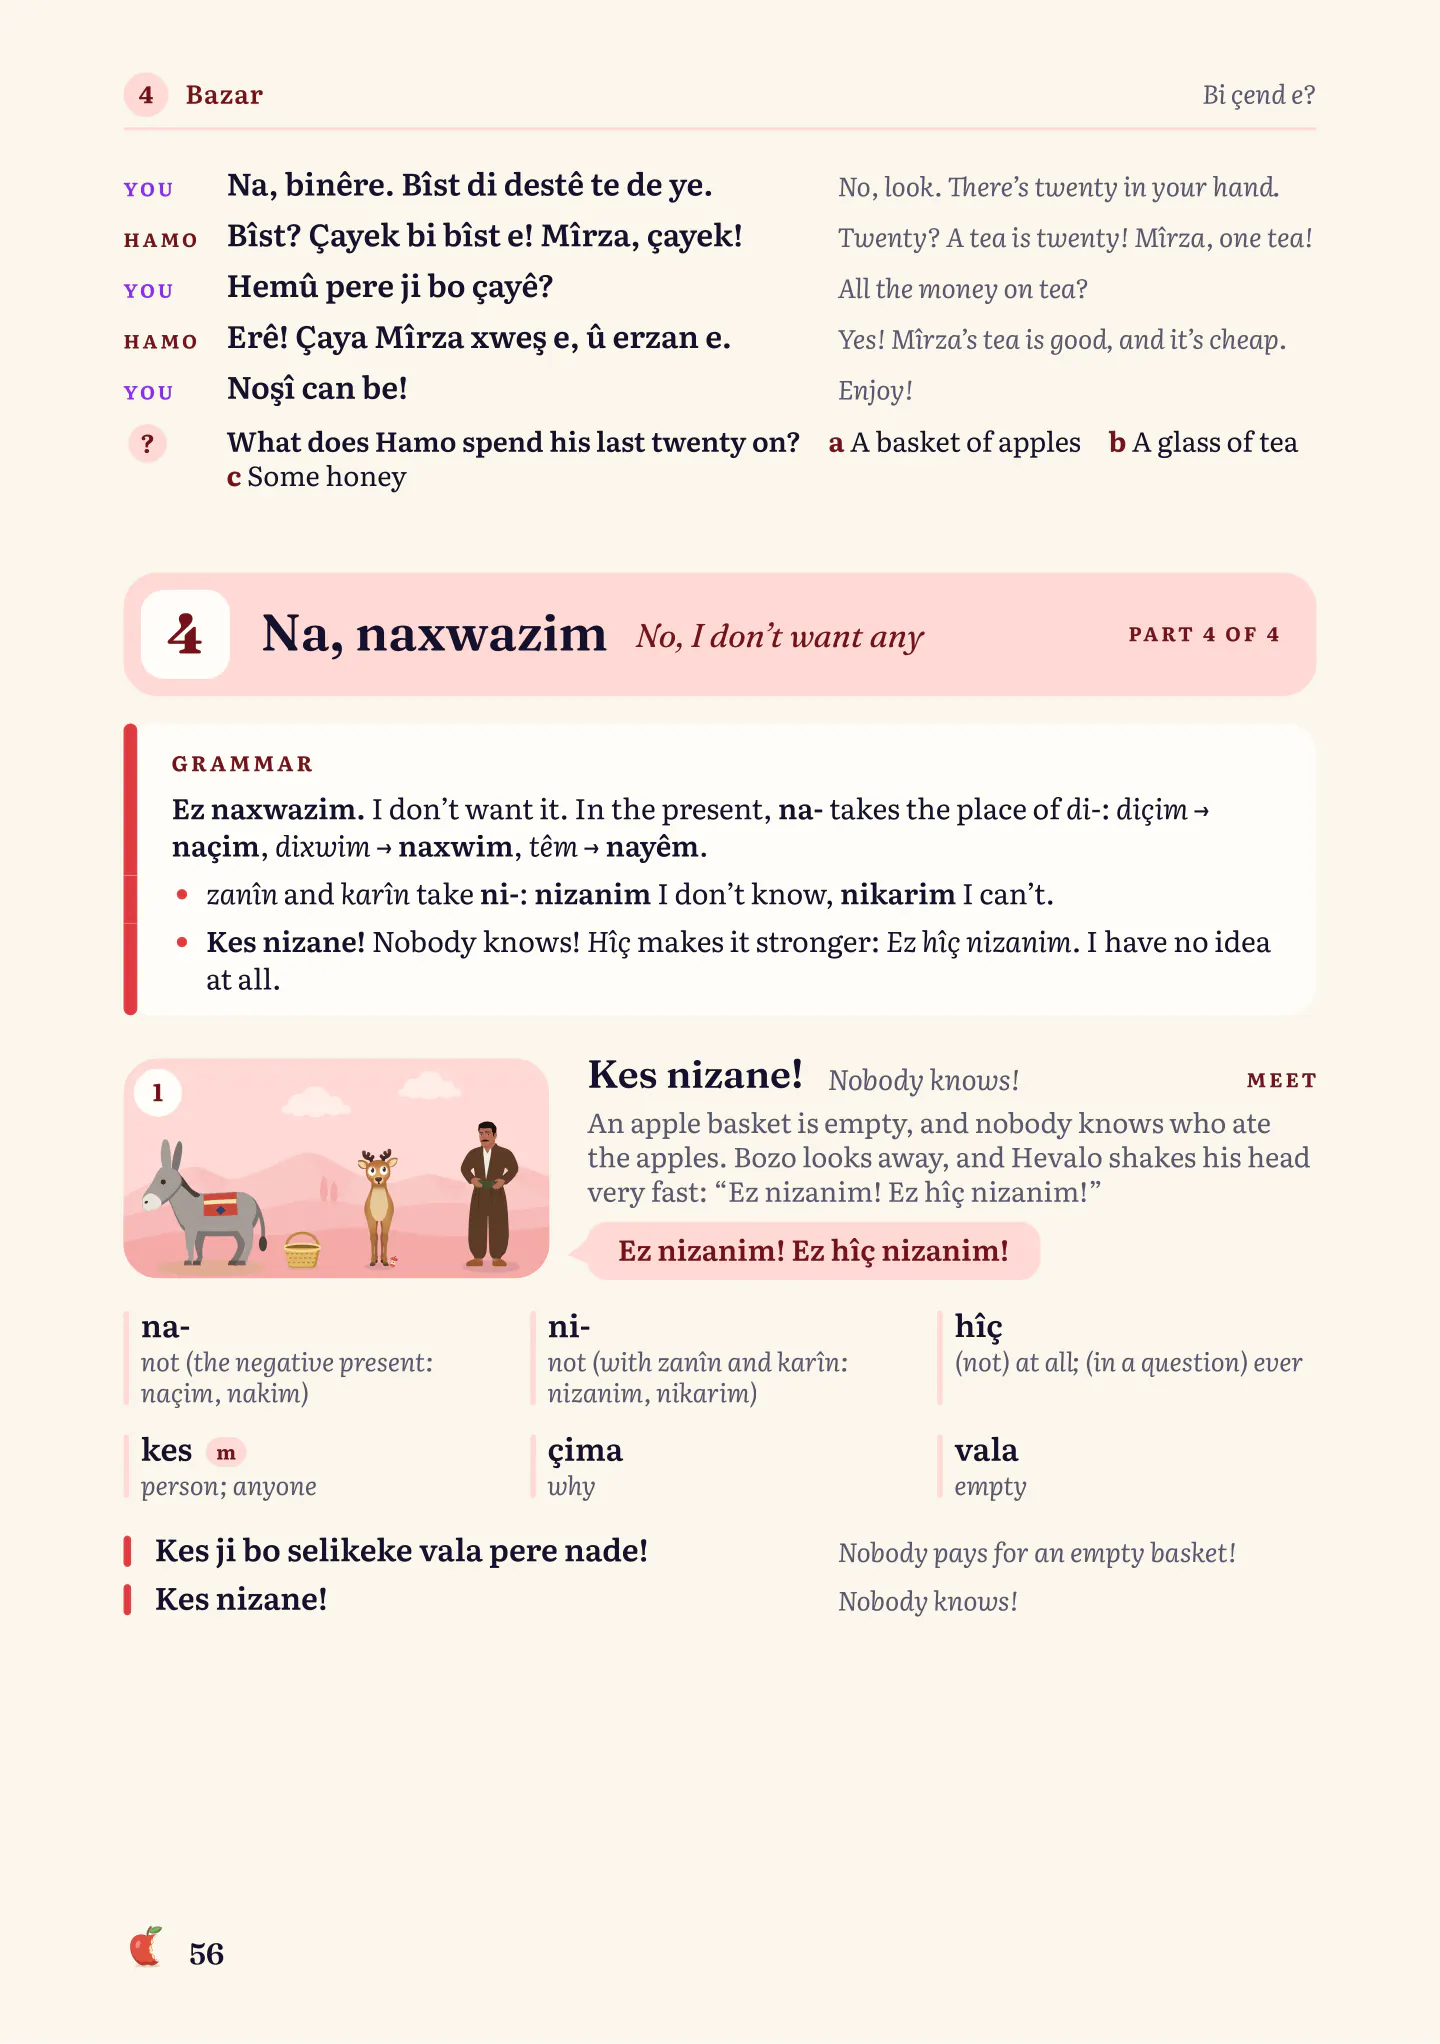 4 Bazar Bi çend e?
YOU Na, binêre. Bîst di destê te de ye. No, look. There’s twenty in your hand.
HAMO Bîst? Çayek bi bîst e! Mîrza, çayek! Twenty? A tea is twenty! Mîrza, one tea!
YOU Hemû pere ji bo çayê? All the money on tea?
HAMO Erê! Çaya Mîrza xweş e, û erzan e. Yes! Mîrza’s tea is good, and it’s cheap.
YOU Noşî can be! Enjoy!
? What does Hamo spend his last twenty on? a A basket of apples b A glass of tea
c Some honey
4 Na, naxwazim No, I don’t want any PART 4 OF 4
GRAMMAR
Ez naxwazim. I don’t want it. In the present, na- takes the place of di-: diçim →
naçim, dixwim → naxwim, têm → nayêm.
• zanîn and karîn take ni-: nizanim I don’t know, nikarim I can’t.
• Kes nizane! Nobody knows! Hîç makes it stronger: Ez hîç nizanim. I have no idea
at all.
1
Kes nizane! Nobody knows! MEET
An apple basket is empty, and nobody knows who ate
the apples. Bozo looks away, and Hevalo shakes his head
very fast: “Ez nizanim! Ez hîç nizanim!”
Ez nizanim! Ez hîç nizanim!
na-
not (the negative present:
naçim, nakim)
ni-
not (with zanîn and karîn:
nizanim, nikarim)
hîç
(not) at all; (in a question) ever
kes m
person; anyone
çima
why
vala
empty
Kes ji bo selikeke vala pere nade! Nobody pays for an empty basket!
Kes nizane! Nobody knows!
56